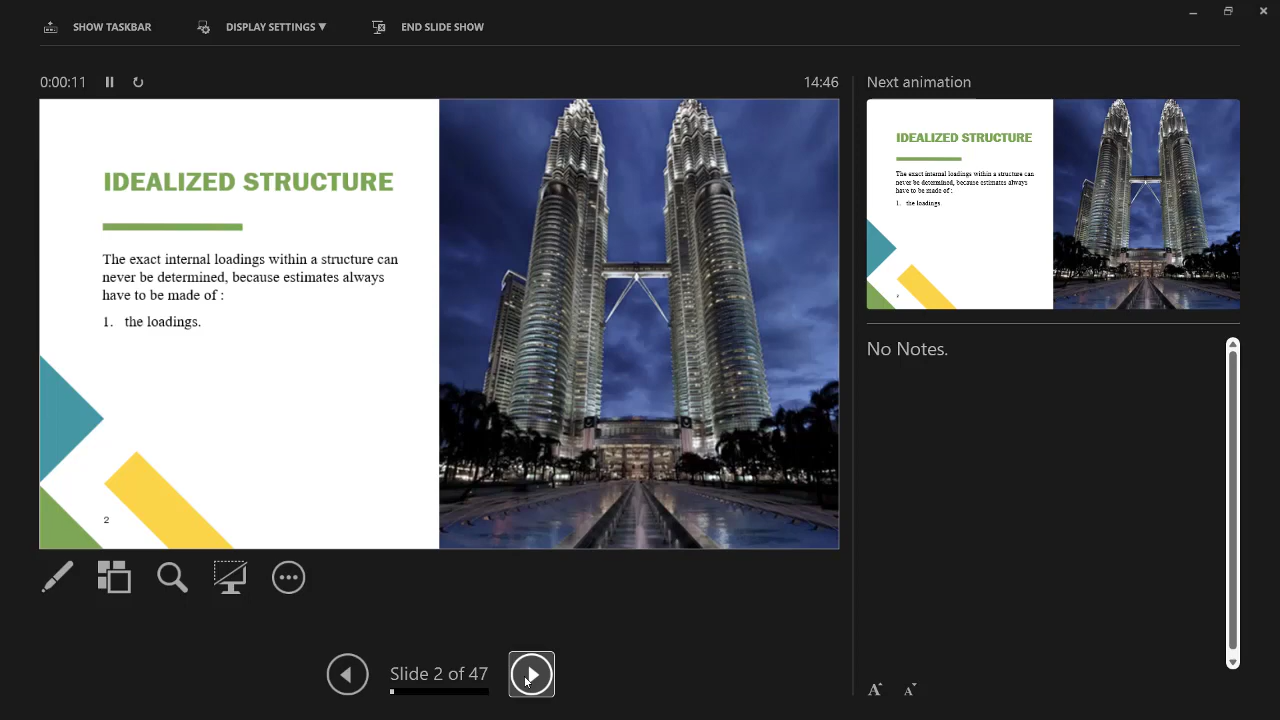 SHOW TASKBAR
DISPLAY SETTINGS ▼
END SLIDE SHOW
0:00:11
14:46
IDEALIZED STRUCTURE
The exact internal loadings within a structure can
never be determined, because estimates always
have to be made of :
1. the loadings.
2
Slide 2 of 47
Next animation
IDEALIZED STRUCTURE
The exact internal loadings within a structure can
never be determined, because estimates always
have to be made of :
1. the loadings.
No Notes.
A A